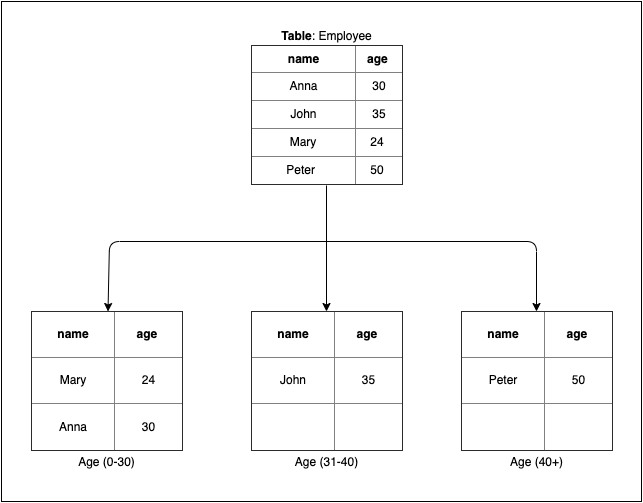 Table: Employee
name age
Anna 30
John 35
Mary 24
Peter 50
name age
Mary 24
Anna 30
Age (0-30)
name age
John 35
Age (31-40)
name age
Peter 50
Age (40+)